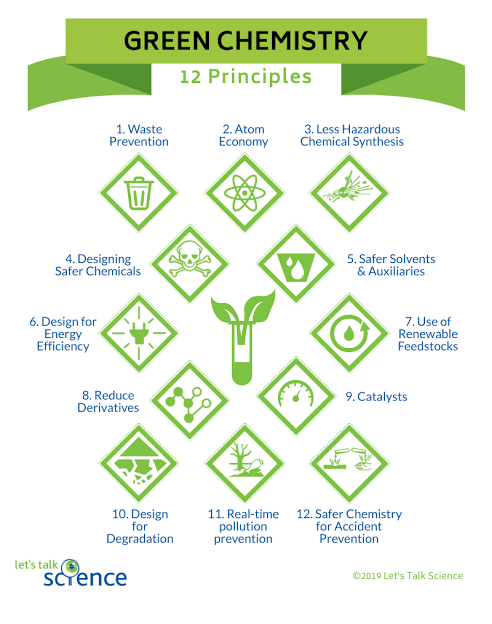 GREEN CHEMISTRY
12 Principles
1. Waste
Prevention
2. Atom
Economy
3. Less Hazardous
Chemical Synthesis
4. Designing
Safer Chemicals
5. Safer Solvents
& Auxiliaries
6. Design for
Energy
Efficiency
7. Use of
Renewable
Feedstocks
8. Reduce
Derivatives
9. Catalysts
10. Design
for
Degradation
11. Real-time
pollution
prevention
12. Safer Chemistry
for Accident
Prevention
let's talk
science
©2019 Let's Talk Science